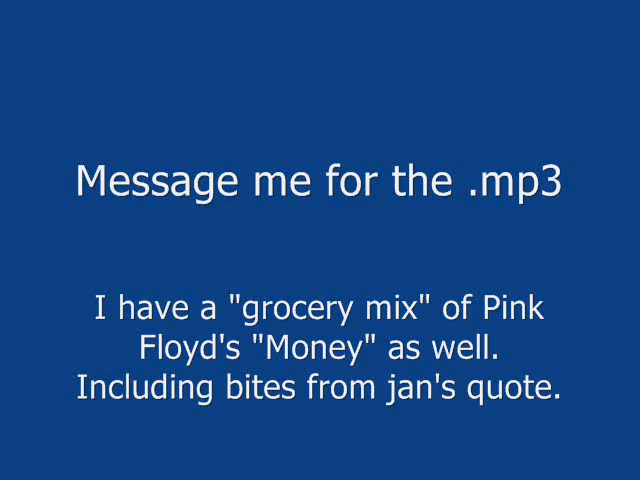 Message me for the .mp3
I have a "grocery mix" of Pink
Floyd's "Money" as well.
Including bites from jan's quote.